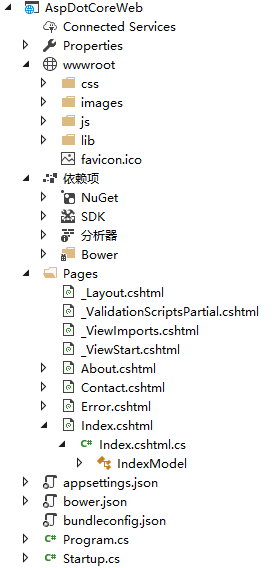 AspDotCoreWeb
Connected Services
Properties
wwwroot
css
images
js
lib
favicon.ico
依赖项
NuGet
SDK
分析器
Bower
Pages
_Layout.cshtml
_ValidationScriptsPartial.cshtml
_ViewImports.cshtml
_ViewStart.cshtml
About.cshtml
Contact.cshtml
Error.cshtml
Index.cshtml
C# Index.cshtml.cs
IndexModel
appsettings.json
bower.json
bundleconfig.json
C# Program.cs
C# Startup.cs